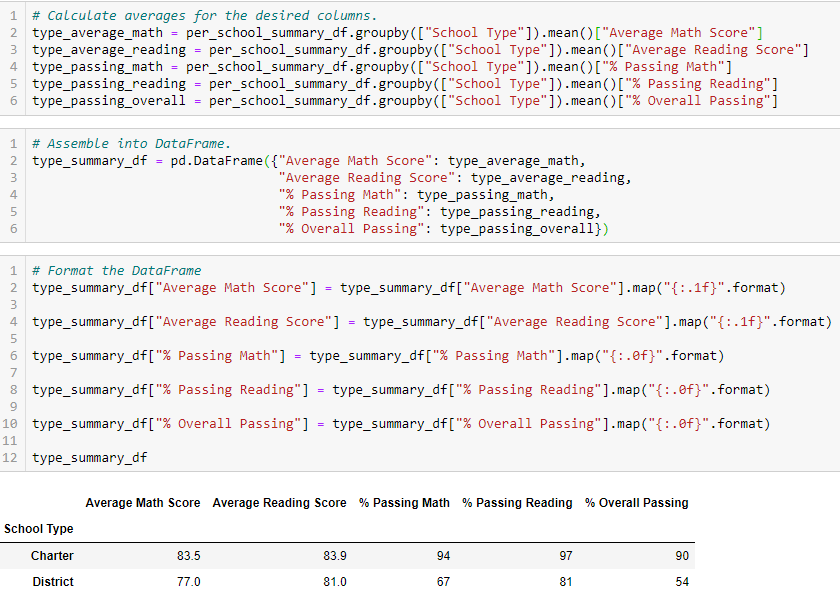 1 # Calculate averages for the desired columns.
2 type_average_math = per_school_summary_df.groupby(["School Type"]).mean()["Average Math Score"]
3 type_average_reading = per_school_summary_df.groupby(["School Type"]).mean()["Average Reading Score"]
4 type_passing_math = per_school_summary_df.groupby(["School Type"]).mean()["% Passing Math"]
5 type_passing_reading = per_school_summary_df.groupby(["School Type"]).mean()["% Passing Reading"]
6 type_passing_overall = per_school_summary_df.groupby(["School Type"]).mean()["% Overall Passing"]
1 # Assemble into DataFrame.
2 type_summary_df = pd.DataFrame({"Average Math Score": type_average_math,
3 "Average Reading Score": type_average_reading,
4 "% Passing Math": type_passing_math,
5 "% Passing Reading": type_passing_reading,
6 "% Overall Passing": type_passing_overall})
1 # Format the DataFrame
2 type_summary_df["Average Math Score"] = type_summary_df["Average Math Score"].map("{:.1f}".format)
3
4 type_summary_df["Average Reading Score"] = type_summary_df["Average Reading Score"].map("{:.1f}".format)
5
6 type_summary_df["% Passing Math"] = type_summary_df["% Passing Math"].map("{:.0f}".format)
7
8 type_summary_df["% Passing Reading"] = type_summary_df["% Passing Reading"].map("{:.0f}".format)
9
10 type_summary_df["% Overall Passing"] = type_summary_df["% Overall Passing"].map("{:.0f}".format)
11
12 type_summary_df
Average Math Score Average Reading Score % Passing Math % Passing Reading % Overall Passing
School Type
Charter 83.5 83.9 94 97 90
District 77.0 81.0 67 81 54